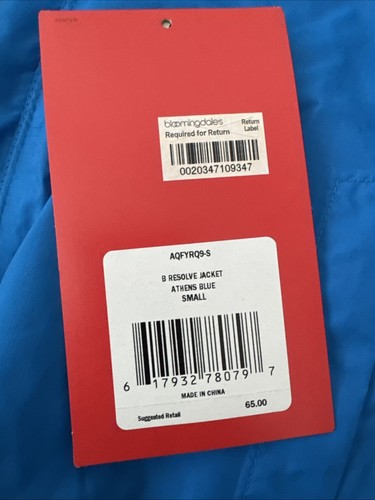 bloomingdales Return
Required for Return Label
0020347109347
AQFYRQ9-S
B RESOLVE JACKET
ATHENS BLUE
SMALL
6 17932 78079 7
MADE IN CHINA
Suggested Retail 65.00